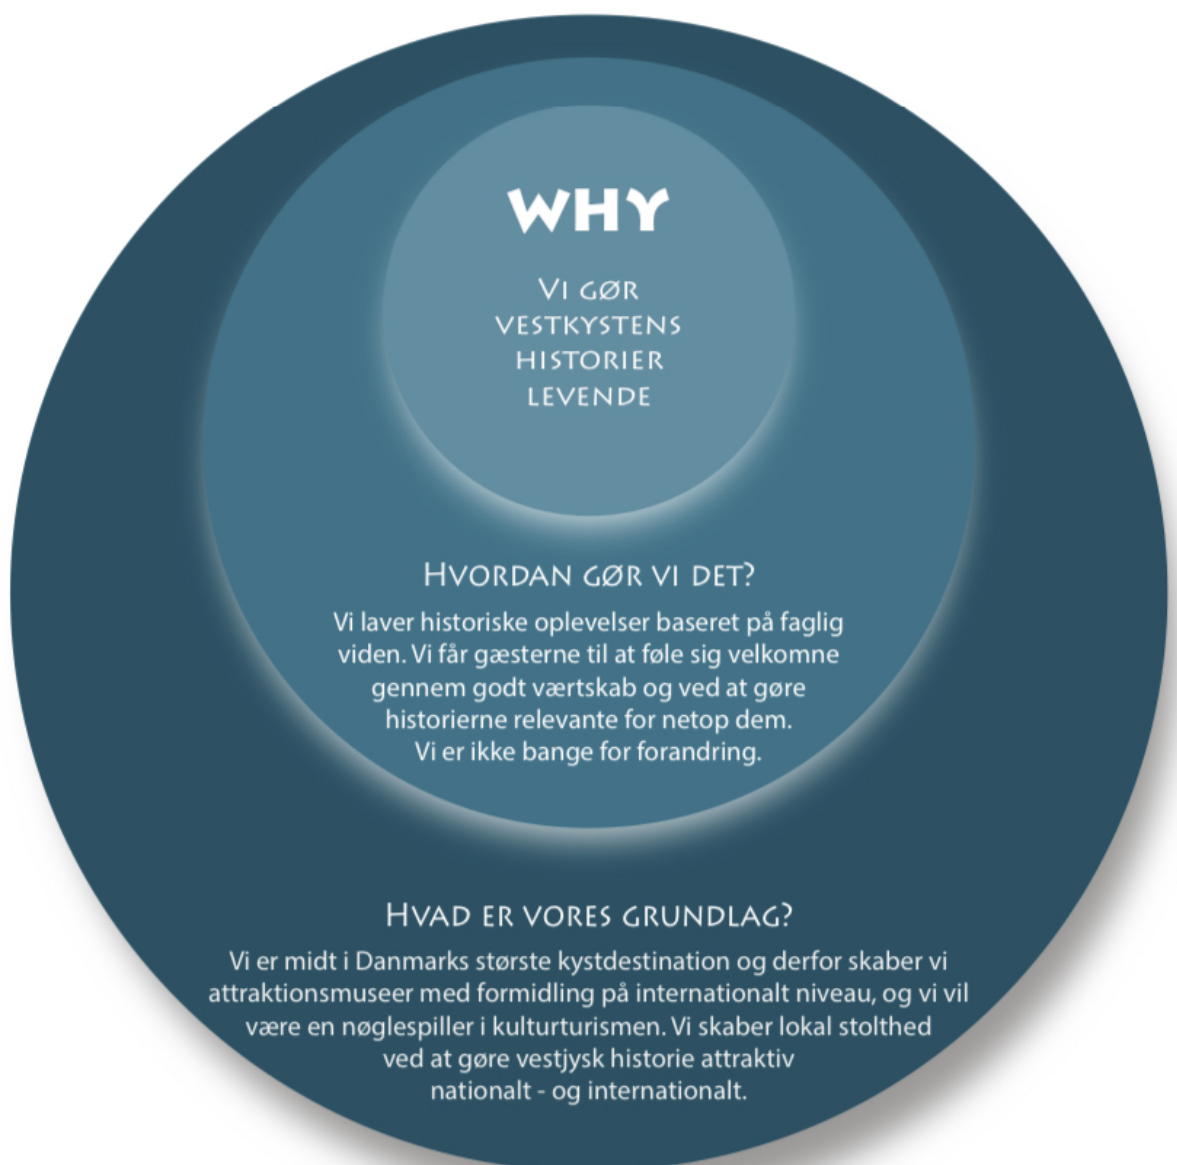 WHY
VI GØR
VESTKYSTENS
HISTORIER
LEVENDE
HVORDAN GØR VI DET?
Vi laver historiske oplevelser baseret på faglig
viden. Vi får gæsterne til at føle sig velkomne
gennem godt værtskab og ved at gøre
historierne relevante for netop dem.
Vi er ikke bange for forandring.
HVAD ER VORES GRUNDLAG?
Vi er midt i Danmarks største kystdestination og derfor skaber vi
attraktionsmuseer med formidling på internationalt niveau, og vi vil
være en nøglespiller i kulturturismen. Vi skaber lokal stolthed
ved at gøre vestjysk historie attraktiv
nationalt - og internationalt.